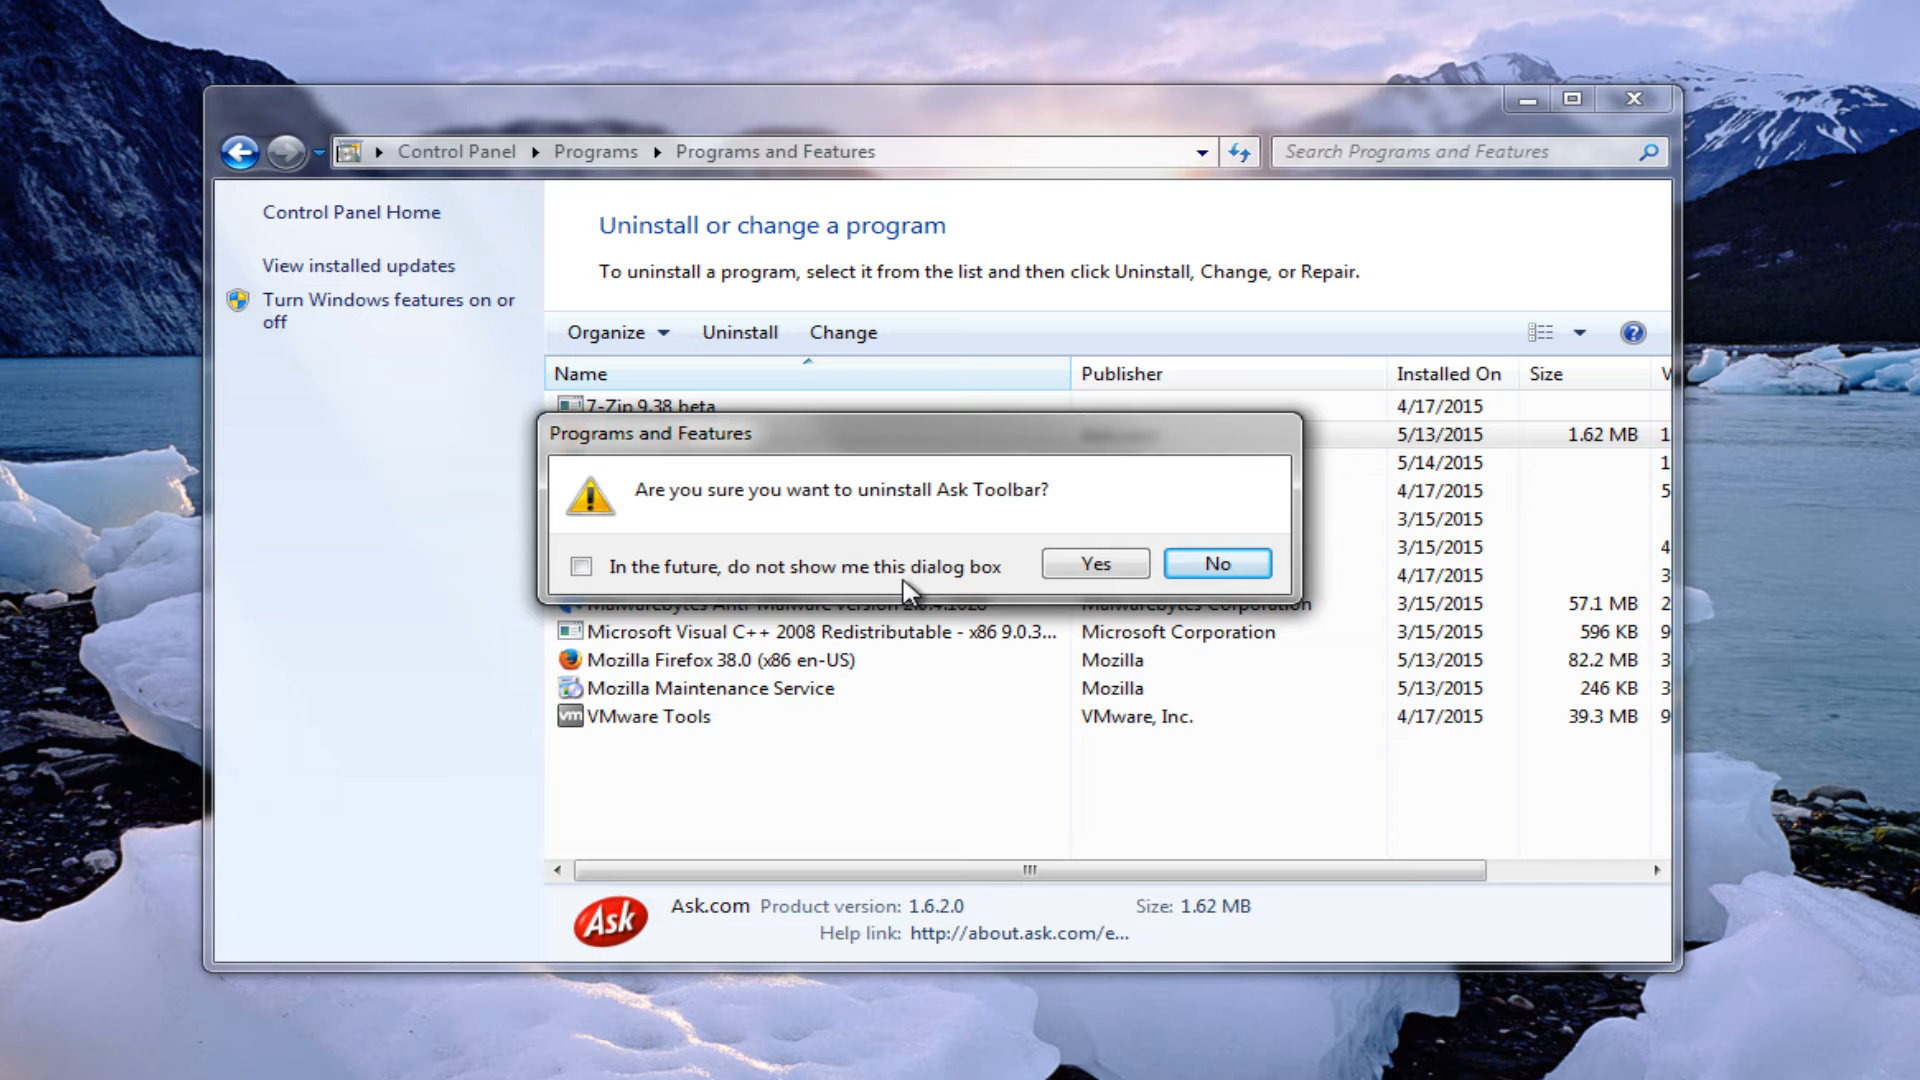 Control Panel
Programs
Programs and Features
Search Programs and Features
Control Panel Home
View installed updates
Turn Windows features on or
off
Uninstall or change a program
To uninstall a program, select it from the list and then click Uninstall, Change, or Repair.
Organize
Uninstall
Change
Name
Publisher
Installed On
Size
7-Zip 9.38 beta
4/17/2015
5/13/2015
1.62 MB
1
5/14/2015
1
4/17/2015
5
3/15/2015
3/15/2015
4
4/17/2015
3
Programs and Features
Are you sure you want to uninstall Ask Toolbar?
In the future, do not show me this dialog box
Yes
No
Malwarebytes Corporation
3/15/2015
57.1 MB
2
Microsoft Visual C++ 2008 Redistributable - x86 9.0.3...
Microsoft Corporation
3/15/2015
596 KB
9
Mozilla Firefox 38.0 (x86 en-US)
Mozilla
5/13/2015
82.2 MB
3
Mozilla Maintenance Service
Mozilla
5/13/2015
246 KB
3
vm
VMware Tools
VMware, Inc.
4/17/2015
39.3 MB
9
Ask
Ask.com
Product version: 1.6.2.0
Size: 1.62 MB
Help link: http://about.ask.com/e...